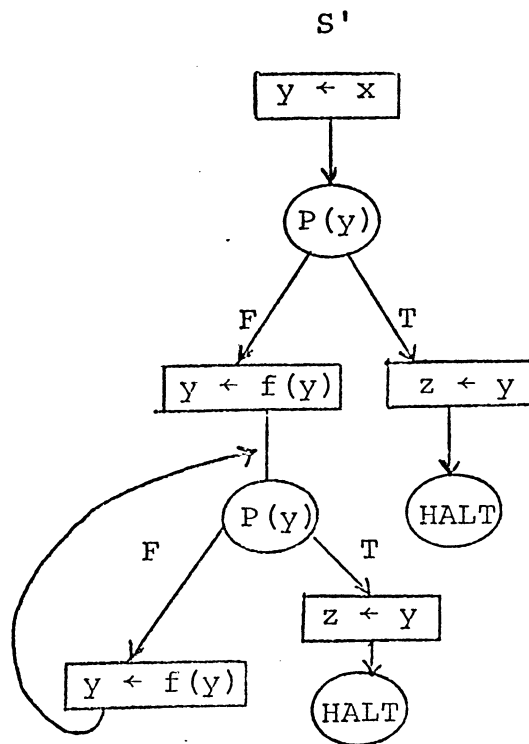 S'
y ← x
P(y)
F
T
y ← f(y)
z ← y
P(y)
HALT
F
T
z ← y
y ← f(y)
HALT